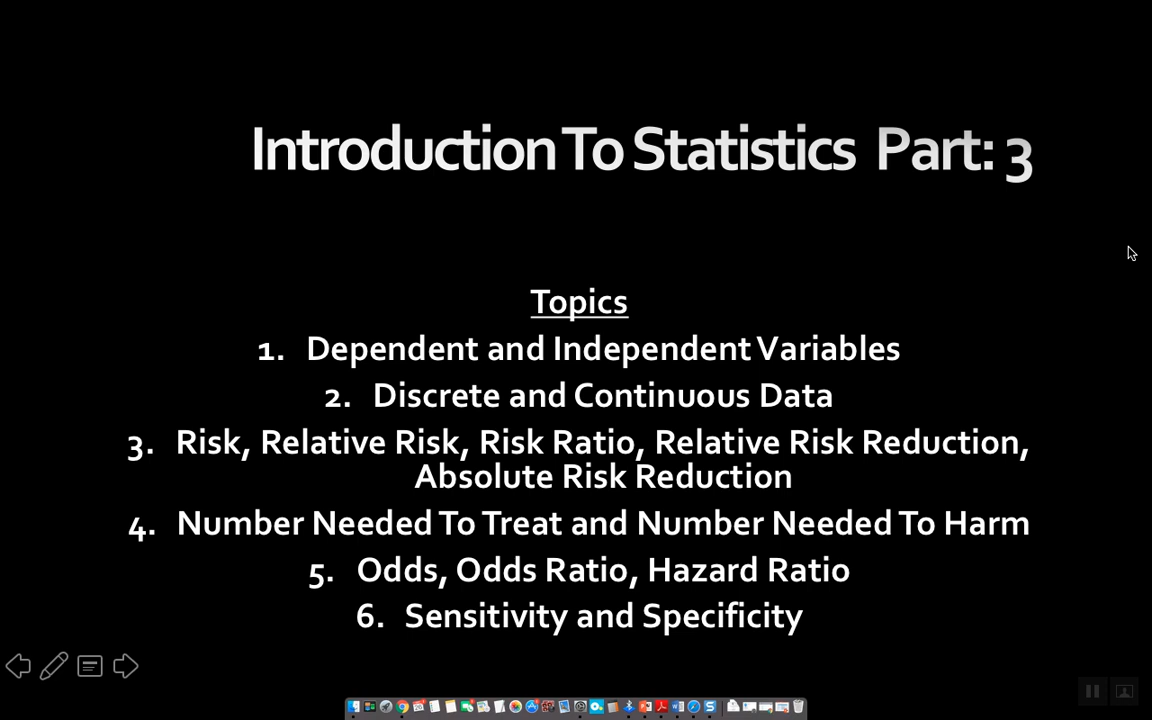 Introduction To Statistics Part: 3
Topics
1. Dependent and Independent Variables
2. Discrete and Continuous Data
3. Risk, Relative Risk, Risk Ratio, Relative Risk Reduction,
Absolute Risk Reduction
4. Number Needed To Treat and Number Needed To Harm
5. Odds, Odds Ratio, Hazard Ratio
6. Sensitivity and Specificity